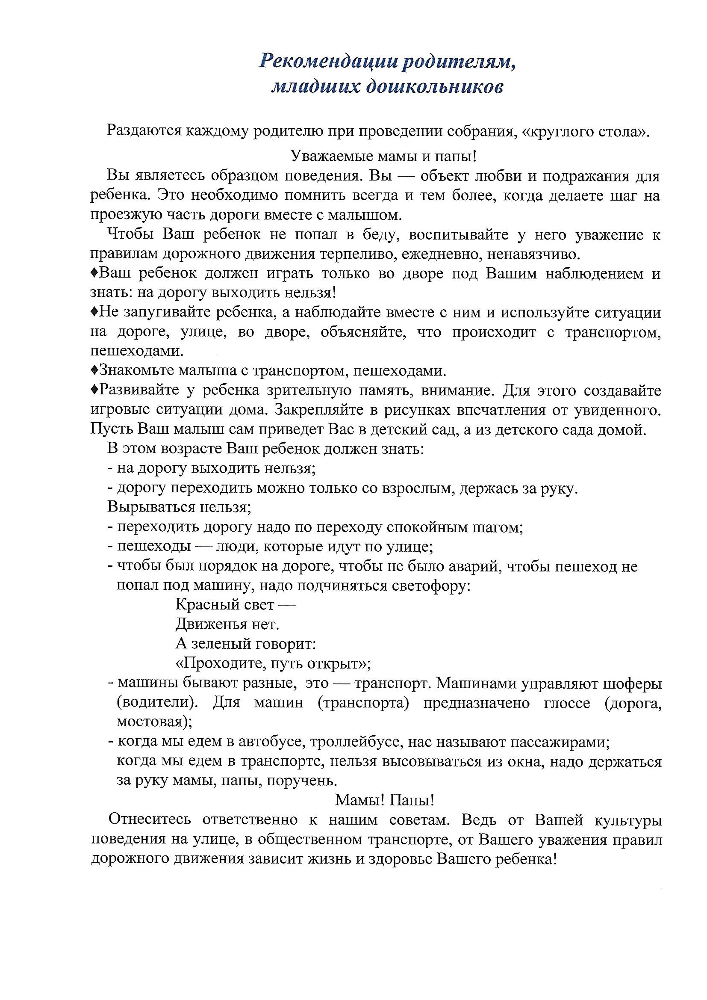 Рекомендации родителям,
младших дошкольников
Раздаются каждому родителю при проведении собрания, «круглого стола».
Уважаемые мамы и папы!
Вы являетесь образцом поведения. Вы — объект любви и подражания для
ребенка. Это необходимо помнить всегда и тем более, когда делаете шаг на
проезжую часть дороги вместе с малышом.
Чтобы Ваш ребенок не попал в беду, воспитывайте у него уважение к
правилам дорожного движения терпеливо, ежедневно, ненавязчиво.
♦Ваш ребенок должен играть только во дворе под Вашим наблюдением и
знать: на дорогу выходить нельзя!
♦Не запугивайте ребенка, а наблюдайте вместе с ним и используйте ситуации
на дороге, улице, во дворе, объясняйте, что происходит с транспортом,
пешеходами.
♦Знакомьте малыша с транспортом, пешеходами.
♦Развивайте у ребенка зрительную память, внимание. Для этого создавайте
игровые ситуации дома. Закрепляйте в рисунках впечатления от увиденного.
Пусть Ваш малыш сам приведет Вас в детский сад, а из детского сада домой.
В этом возрасте Ваш ребенок должен знать:
- на дорогу выходить нельзя;
- дорогу переходить можно только со взрослым, держась за руку.
Вырываться нельзя;
- переходить дорогу надо по переходу спокойным шагом;
- пешеходы — люди, которые идут по улице;
- чтобы был порядок на дороге, чтобы не было аварий, чтобы пешеход не
попал под машину, надо подчиняться светофору:
Красный свет —
Движенья нет.
А зеленый говорит:
«Проходите, путь открыт»;
- машины бывают разные, это — транспорт. Машинами управляют шоферы
(водители). Для машин (транспорта) предназначено глоссе (дорога,
мостовая);
- когда мы едем в автобусе, троллейбусе, нас называют пассажирами;
когда мы едем в транспорте, нельзя высовываться из окна, надо держаться
за руку мамы, папы, поручень.
Мамы! Папы!
Отнеситесь ответственно к нашим советам. Ведь от Вашей культуры
поведения на улице, в общественном транспорте, от Вашего уважения правил
дорожного движения зависит жизнь и здоровье Вашего ребенка!